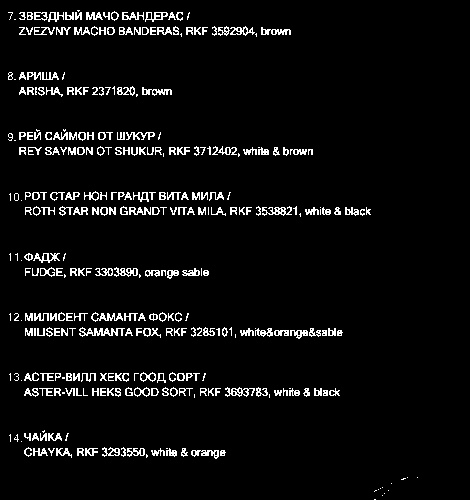 7. ЗВЕЗДНЫЙ МАЧО БАНДЕРАС /
ZVEZVNY MACHO BANDERAS, RKF 3592904, brown
8. АРИША /
ARISHA, RKF 2371820, brown
9. РЕЙ САЙМОН ОТ ШУКУР /
REY SAYMON OT SHUKUR, RKF 3712402, white & brown
10. РОТ СТАР НОН ГРАНДТ ВИТА МИЛА /
ROTH STAR NON GRANDT VITA MILA, RKF 3538821, white & black
11. ФАДЖ /
FUDGE, RKF 3303890, orange sable
12. МИЛИСЕНТ САМАНТА ФОКС /
MILISENT SAMANTA FOX, RKF 3285101, white&orange&sable
13. АСТЕР-ВИЛЛ ХЕКС ГООД СОРТ /
ASTER-VILL HEKS GOOD SORT, RKF 3693783, white & black
14. ЧАЙКА /
CHAYKA, RKF 3293550, white & orange